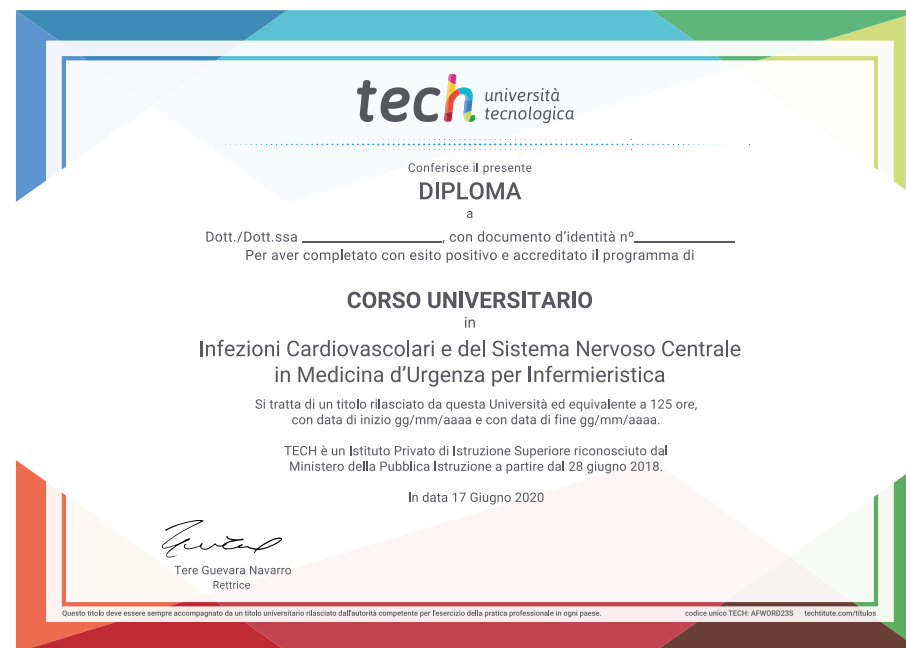 tech università
tecnologica
Conferisce il presente
DIPLOMA
a
Dott./Dott.ssa ________________, con documento d'identità nº____________
Per aver completato con esito positivo e accreditato il programma di
CORSO UNIVERSITARIO
in
Infezioni Cardiovascolari e del Sistema Nervoso Centrale
in Medicina d'Urgenza per Infermieristica
Si tratta di un titolo rilasciato da questa Università ed equivalente a 125 ore,
con data di inizio gg/mm/aaaa e con data di fine gg/mm/aaaa.
TECH è un Istituto Privato di Istruzione Superiore riconosciuto dal
Ministero della Pubblica Istruzione a partire dal 28 giugno 2018.
In data 17 Giugno 2020
Tere Guevara Navarro
Rettrice
Questo titolo deve essere sempre accompagnato da un titolo universitario rilasciato dall'autorità competente per l'esercizio della pratica professionale in ogni paese. codice unico TECH: AFWORD23S techtitute.com/titulos